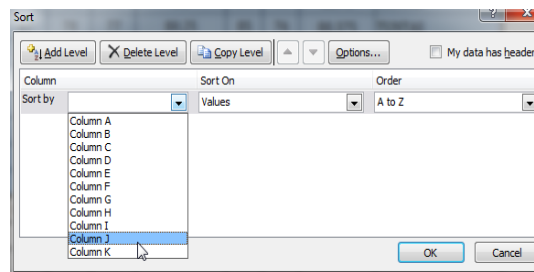 Sort
Add Level Delete Level Copy Level Options... My data has header
Column Sort On Order
Sort by Values A to Z
Column A
Column B
Column C
Column D
Column E
Column F
Column G
Column H
Column I
Column J
Column K
OK Cancel